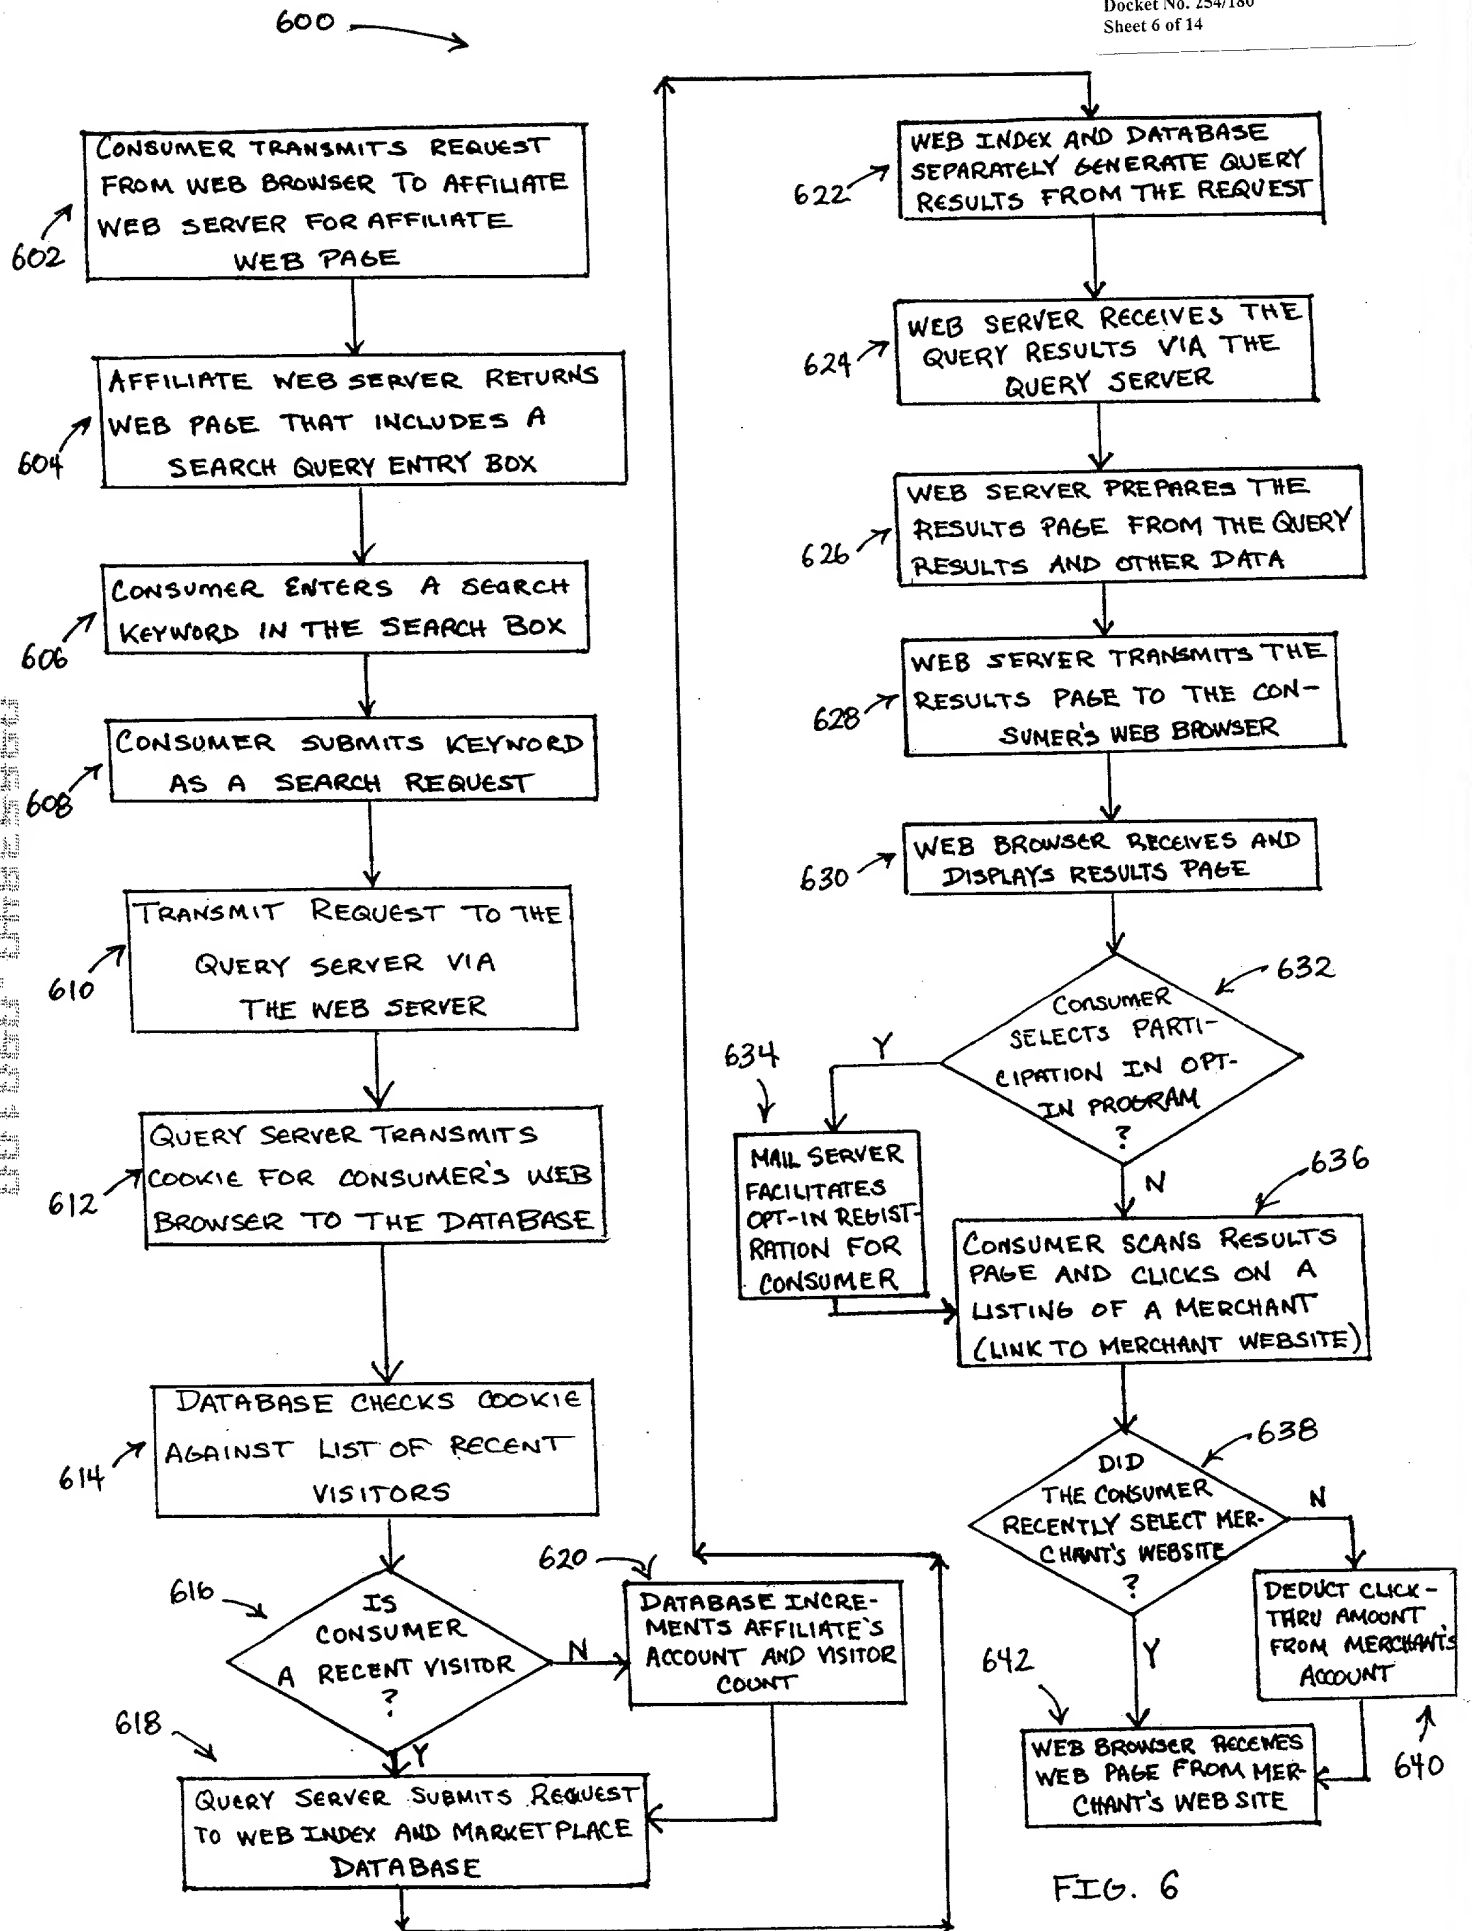 Docket No. 254/180
Sheet 6 of 14
600
CONSUMER TRANSMITS REQUEST
FROM WEB BROWSER TO AFFILIATE
WEB SERVER FOR AFFILIATE
WEB PAGE
602
AFFILIATE WEB SERVER RETURNS
WEB PAGE THAT INCLUDES A
SEARCH QUERY ENTRY BOX
604
CONSUMER ENTERS A SEARCH
KEYWORD IN THE SEARCH BOX
606
CONSUMER SUBMITS KEYWORD
AS A SEARCH REQUEST
608
TRANSMIT REQUEST TO THE
QUERY SERVER VIA
THE WEB SERVER
610
QUERY SERVER TRANSMITS
COOKIE FOR CONSUMER'S WEB
BROWSER TO THE DATABASE
612
DATABASE CHECKS COOKIE
AGAINST LIST OF RECENT
VISITORS
614
616
IS
CONSUMER
A RECENT VISITOR
?
N
Y
620
DATABASE INCRE-
MENTS AFFILIATE'S
ACCOUNT AND VISITOR
COUNT
618
QUERY SERVER SUBMITS REQUEST
TO WEB INDEX AND MARKETPLACE
DATABASE
WEB INDEX AND DATABASE
SEPARATELY GENERATE QUERY
RESULTS FROM THE REQUEST
622
WEB SERVER RECEIVES THE
QUERY RESULTS VIA THE
QUERY SERVER
624
WEB SERVER PREPARES THE
RESULTS PAGE FROM THE QUERY
RESULTS AND OTHER DATA
626
WEB SERVER TRANSMITS THE
RESULTS PAGE TO THE CON-
SUMER'S WEB BROWSER
628
WEB BROWSER RECEIVES AND
DISPLAYS RESULTS PAGE
630
632
CONSUMER
SELECTS PARTI-
CIPATION IN OPT-
IN PROGRAM
?
Y
N
634
MAIL SERVER
FACILITATES
OPT-IN REGIST-
RATION FOR
CONSUMER
636
CONSUMER SCANS RESULTS
PAGE AND CLICKS ON A
LISTING OF A MERCHANT
(LINK TO MERCHANT WEBSITE)
638
DID
THE CONSUMER
RECENTLY SELECT MER-
CHANT'S WEBSITE
?
N
Y
DEDUCT CLICK-
THRU AMOUNT
FROM MERCHANT'S
ACCOUNT
640
642
WEB BROWSER RECEIVES
WEB PAGE FROM MER-
CHANT'S WEBSITE
FIG. 6